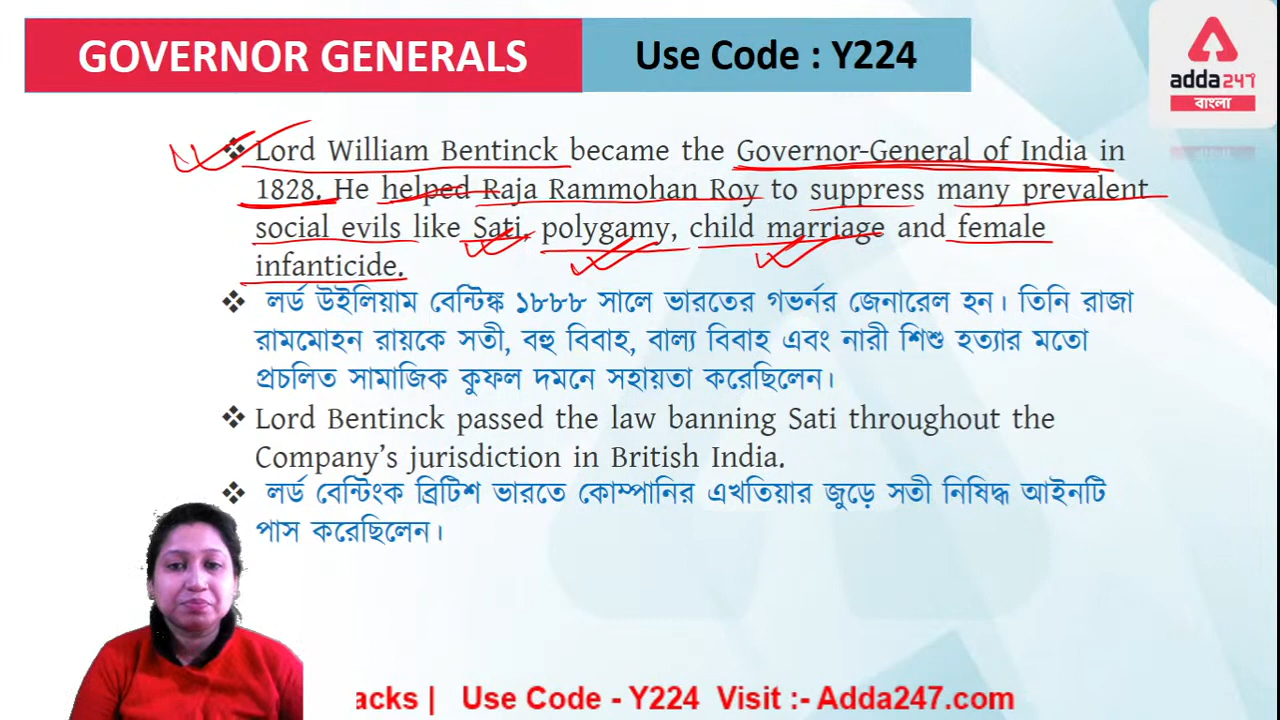 GOVERNOR GENERALS
Use Code : Y224
adda247
বাংলা
❖ Lord William Bentinck became the Governor-General of India in
1828. He helped Raja Rammohan Roy to suppress many prevalent
social evils like Sati, polygamy, child marriage and female
infanticide.
❖ লর্ড উইলিয়াম বেন্টিঙ্ক ১৮৮৮ সালে ভারতের গভর্নর জেনারেল হন। তিনি রাজা
রামমোহন রায়কে সতী, বহু বিবাহ, বাল্য বিবাহ এবং নারী শিশু হত্যার মতো
প্রচলিত সামাজিক কুফল দমনে সহায়তা করেছিলেন।
❖ Lord Bentinck passed the law banning Sati throughout the
Company’s jurisdiction in British India.
❖ লর্ড বেন্টিংক ব্রিটিশ ভারতে কোম্পানির এখতিয়ার জুড়ে সতী নিষিদ্ধ আইনটি
পাস করেছিলেন।
acks | Use Code - Y224 Visit :- Adda247.com